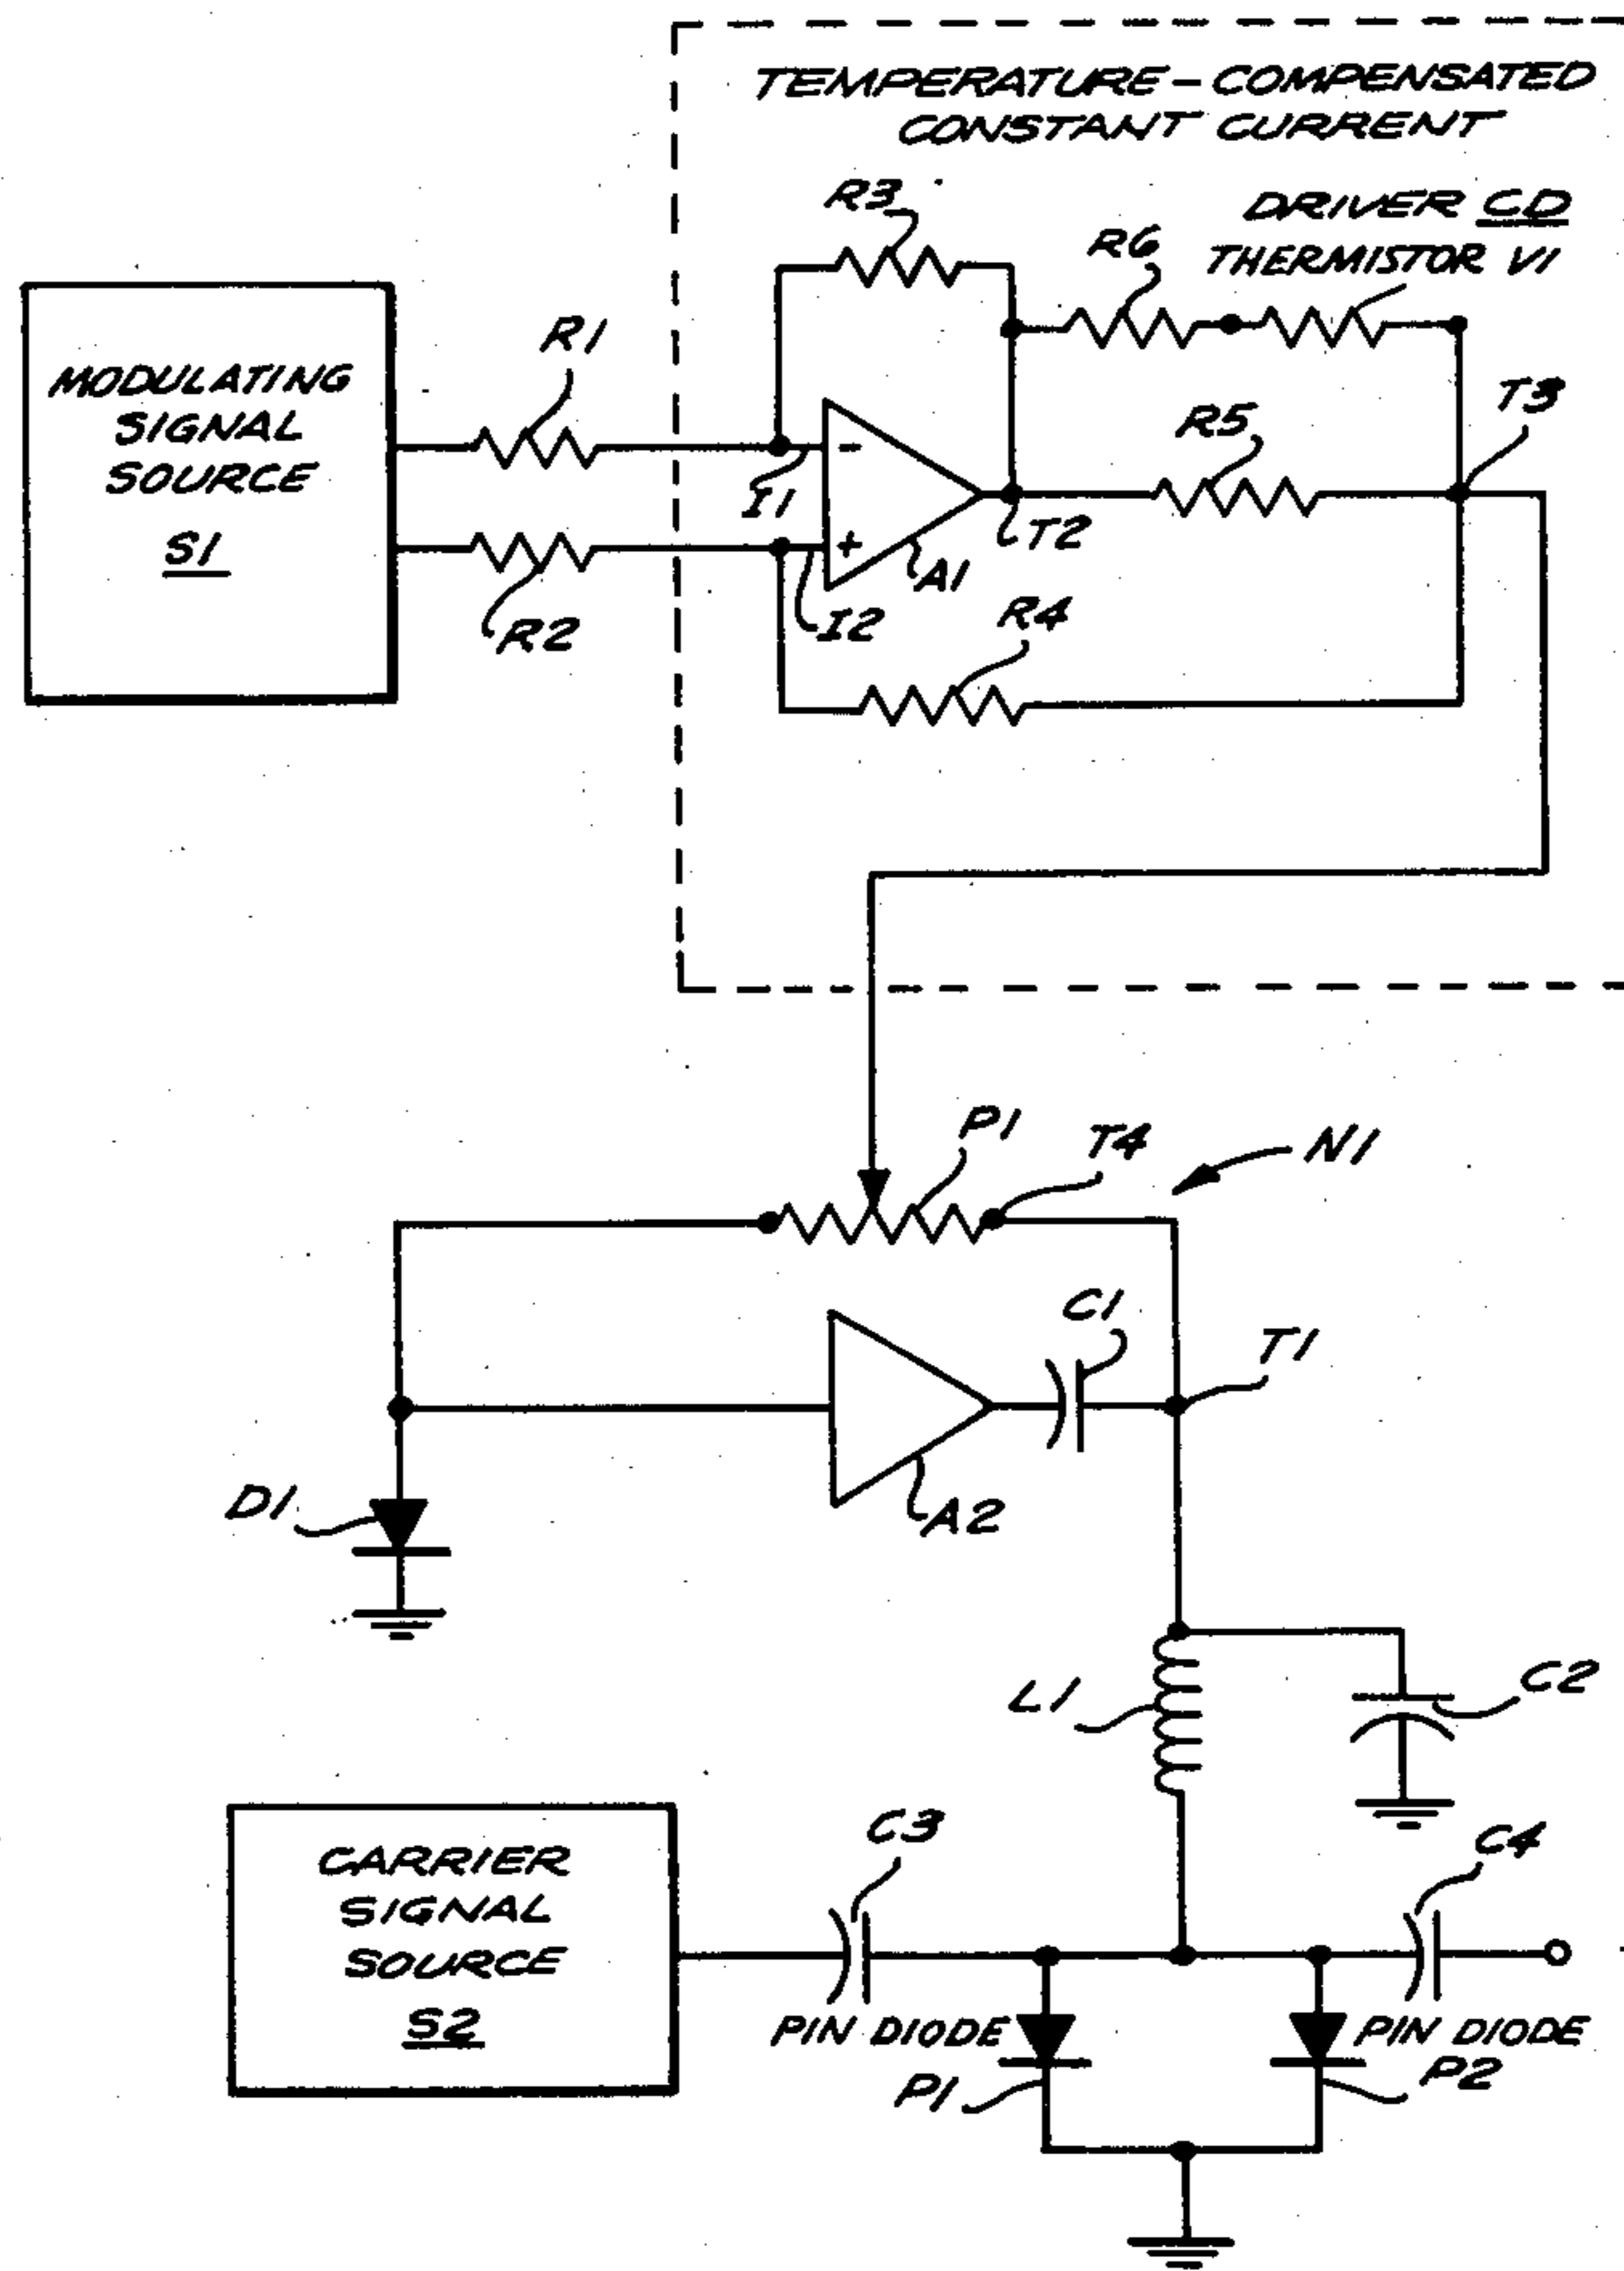 TEMPERATURE-COMPENSATED
CONSTANT CURRENT
DRIVER CD
THERMISTOR V1
R3
R6
R1
MODULATING
SIGNAL
SOURCE
S1
T3
R5
-
I1
T2
+
A1
I2
R2
R4
P1
T4
N1
C1
T1
D1
A2
L1
C2
CARRIER
SIGNAL
SOURCE
S2
C3
C4
PIN DIODE
P1
PIN DIODE
P2